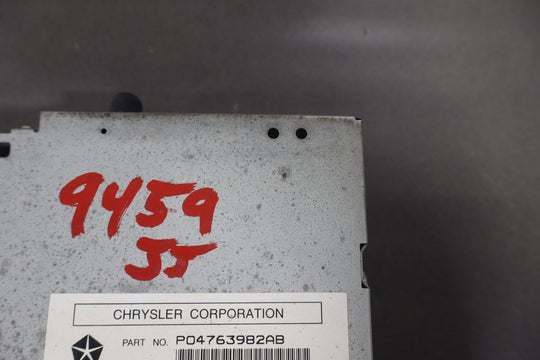 9459
JJ
CHRYSLER CORPORATION
PART NO. P04763982AB